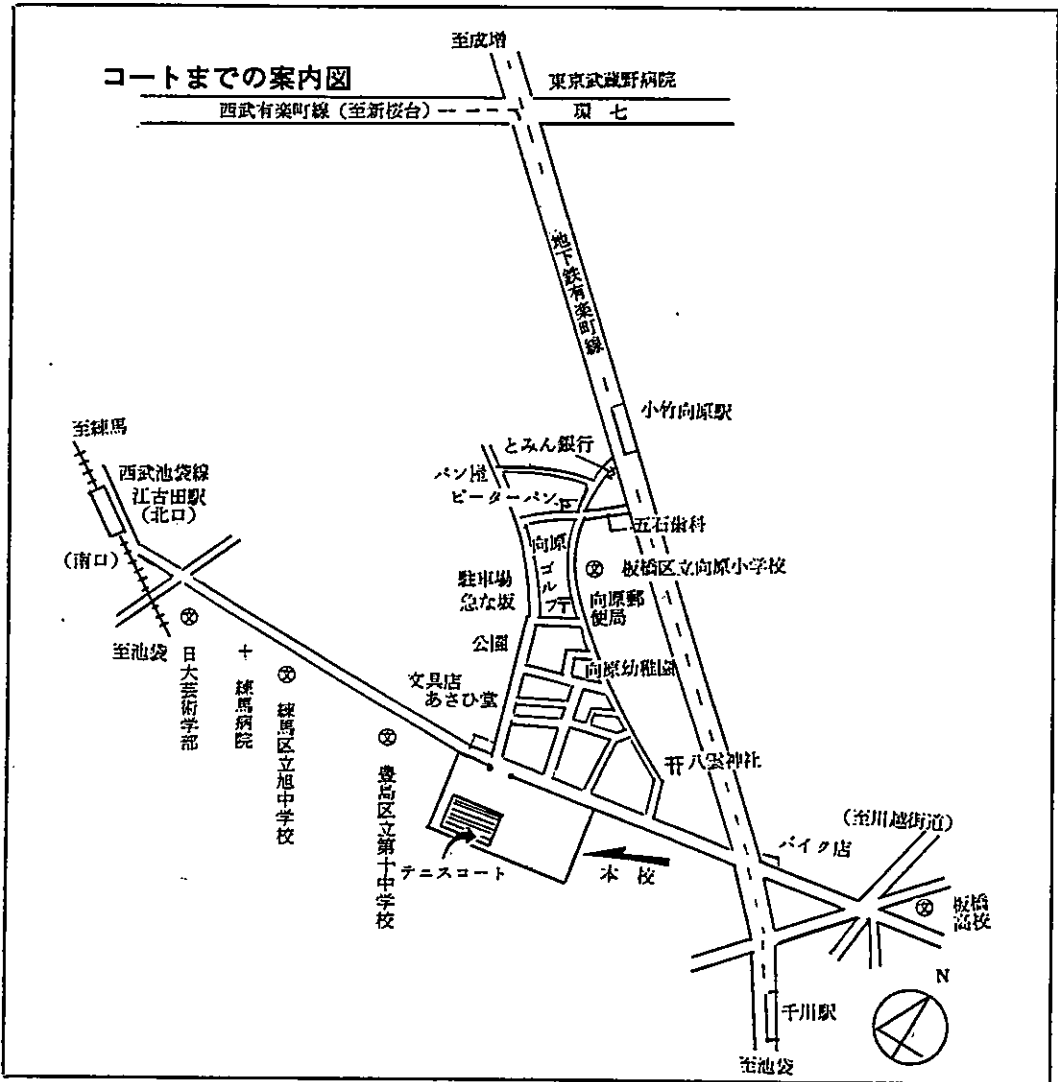 至成増
コートまでの案内図
東京武蔵野病院
西武有楽町線（至新桜台）
環七
地下鉄有楽町線
小竹向原駅
至練馬
西武池袋線
江古田駅
（北口）
（南口）
至池袋
とみん銀行
パン屋
ピーターパン
五石歯科
向原
ゴルフ
文 板橋区立向原小学校
駐車場
急な坂
〒
向原郵
便局
公園
向原幼稚園
文具店
あさひ堂
文
日大芸術学部
十
練馬病院
文
練馬区立旭中学校
文
豊島区立第十中学校
八雲神社
（至川越街道）
バイク店
テニスコート
本校
文
板橋
高校
N
千川駅
至池袋